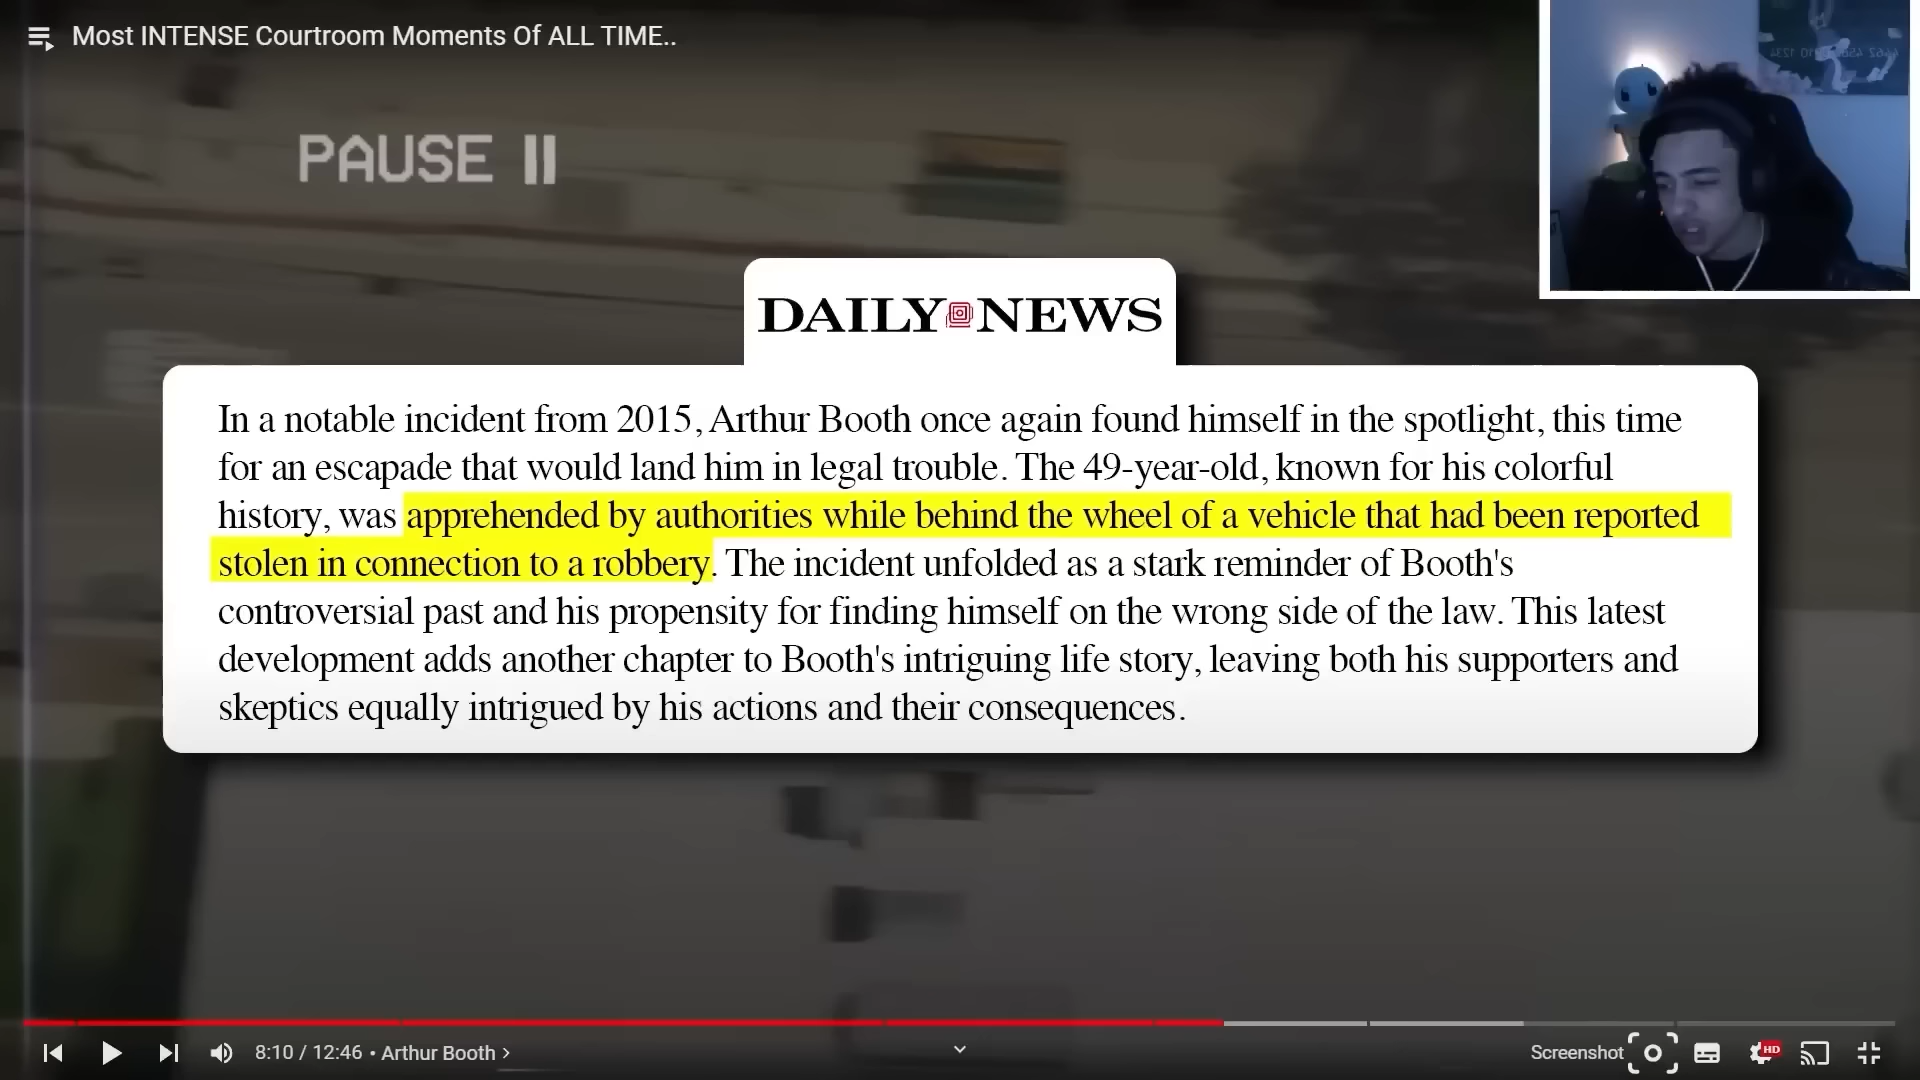 Most INTENSE Courtroom Moments Of ALL TIME..
PAUSE
DAILY NEWS
In a notable incident from 2015, Arthur Booth once again found himself in the spotlight, this time
for an escapade that would land him in legal trouble. The 49-year-old, known for his colorful
history, was apprehended by authorities while behind the wheel of a vehicle that had been reported
stolen in connection to a robbery. The incident unfolded as a stark reminder of Booth's
controversial past and his propensity for finding himself on the wrong side of the law. This latest
development adds another chapter to Booth's intriguing life story, leaving both his supporters and
skeptics equally intrigued by his actions and their consequences.
8:10 / 12:46 • Arthur Booth
Screenshot
HD